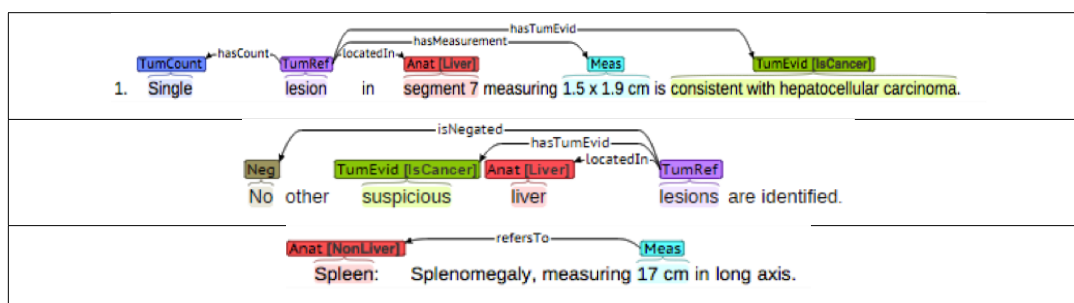 hasTumEvid
hasMeasurement
hasCount locatedIn
TumCount TumRef Anat [Liver] Meas TumEvid [IsCancer]
1. Single lesion in segment 7 measuring 1.5 x 1.9 cm is consistent with hepatocellular carcinoma.
isNegated
hasTumEvid
locatedIn
Neg TumEvid [IsCancer] Anat [Liver] TumRef
No other suspicious liver lesions are identified.
refersTo
Anat [NonLiver] Meas
Spleen: Splenomegaly, measuring 17 cm in long axis.